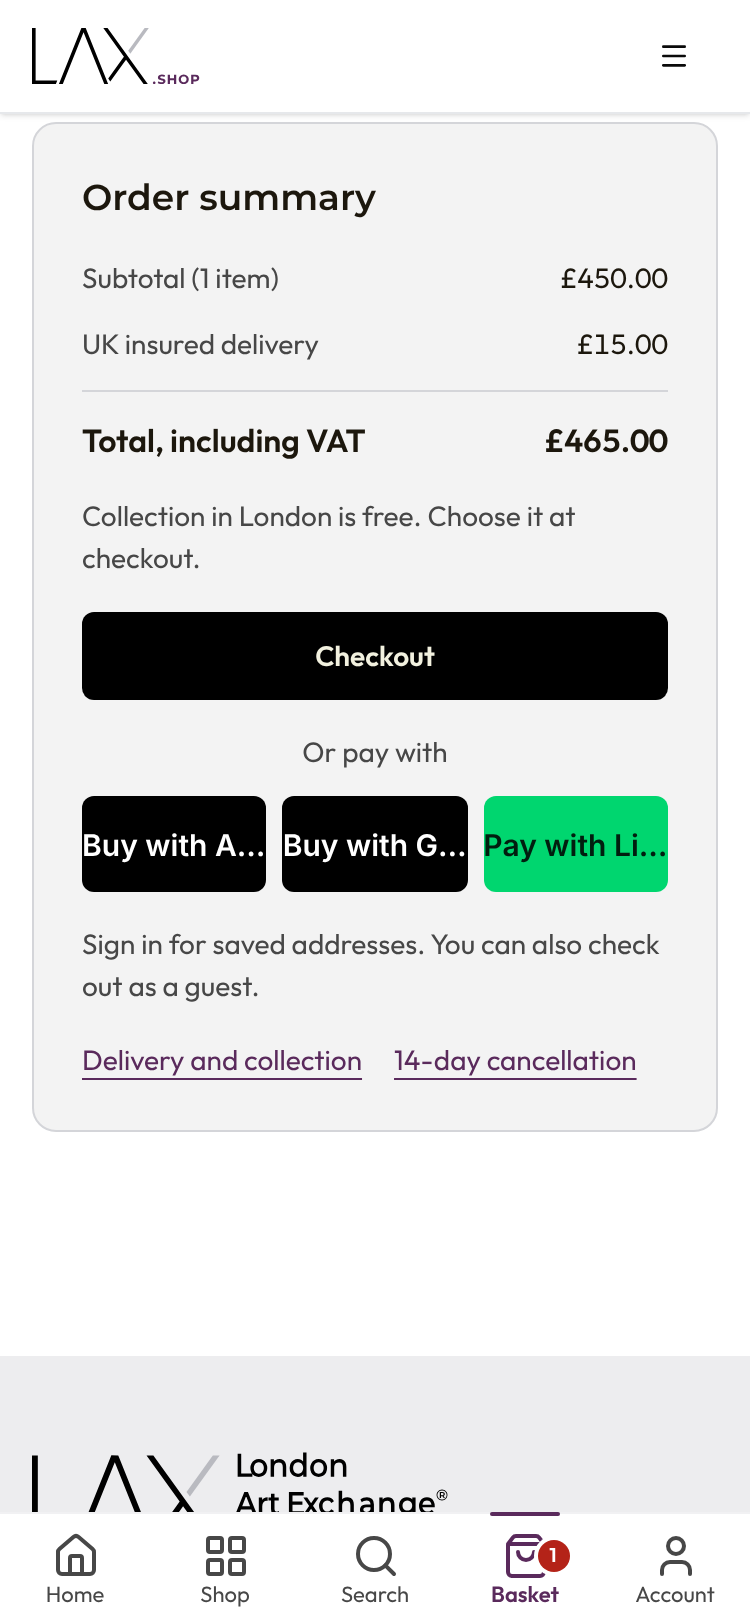 LAX.SHOP
Order summary
Subtotal (1 item) £450.00
UK insured delivery £15.00
Total, including VAT £465.00
Collection in London is free. Choose it at
checkout.
Checkout
Or pay with
Buy with A... Buy with G... Pay with Li...
Sign in for saved addresses. You can also check
out as a guest.
Delivery and collection 14-day cancellation
LAX London
Art Exchange®
1
Home Shop Search Basket Account